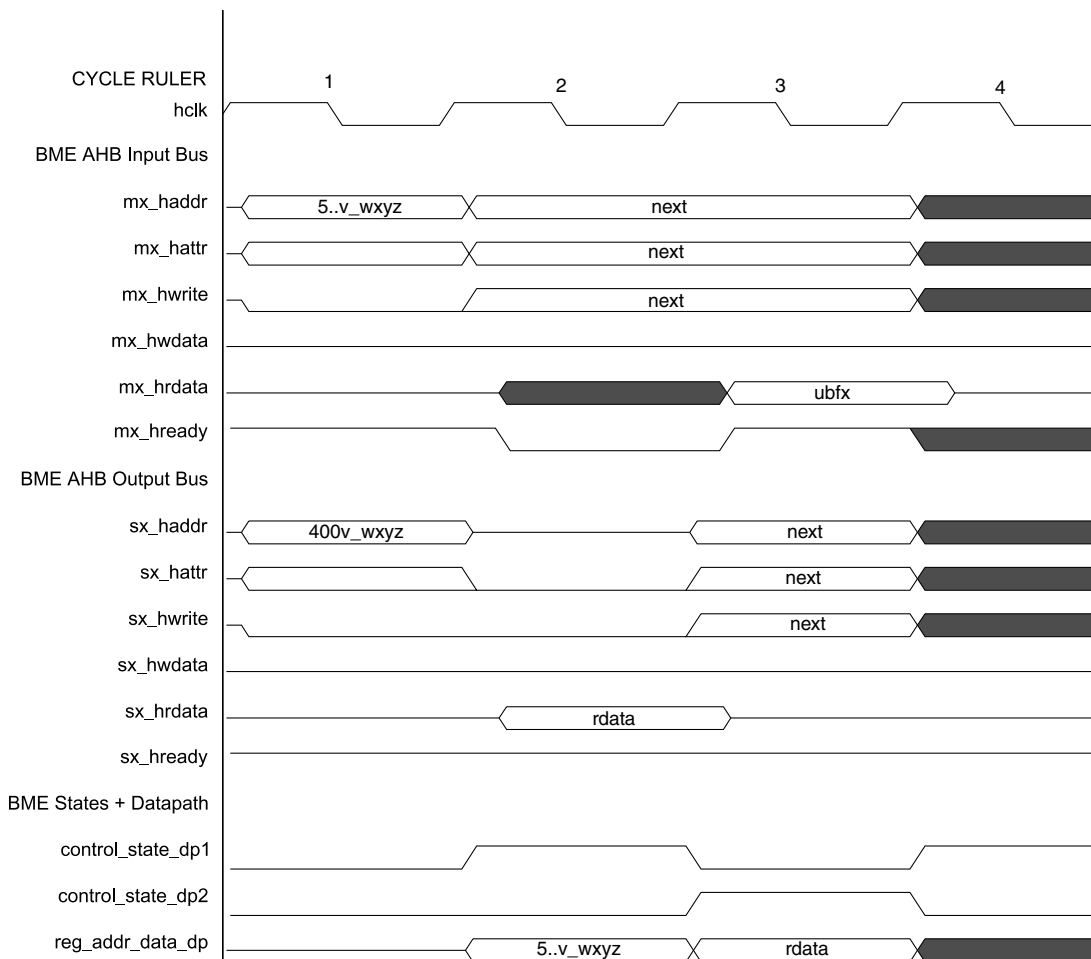 CYCLE RULER 1 2 3 4
hclk
BME AHB Input Bus
mx_haddr 5..v_wxyz next
mx_hattr next
mx_hwrite next
mx_hwdata
mx_hrdata ubfx
mx_hready
BME AHB Output Bus
sx_haddr 400v_wxyz next
sx_hattr next
sx_hwrite next
sx_hwdata
sx_hrdata rdata
sx_hready
BME States + Datapath
control_state_dp1
control_state_dp2
reg_addr_data_dp 5..v_wxyz rdata